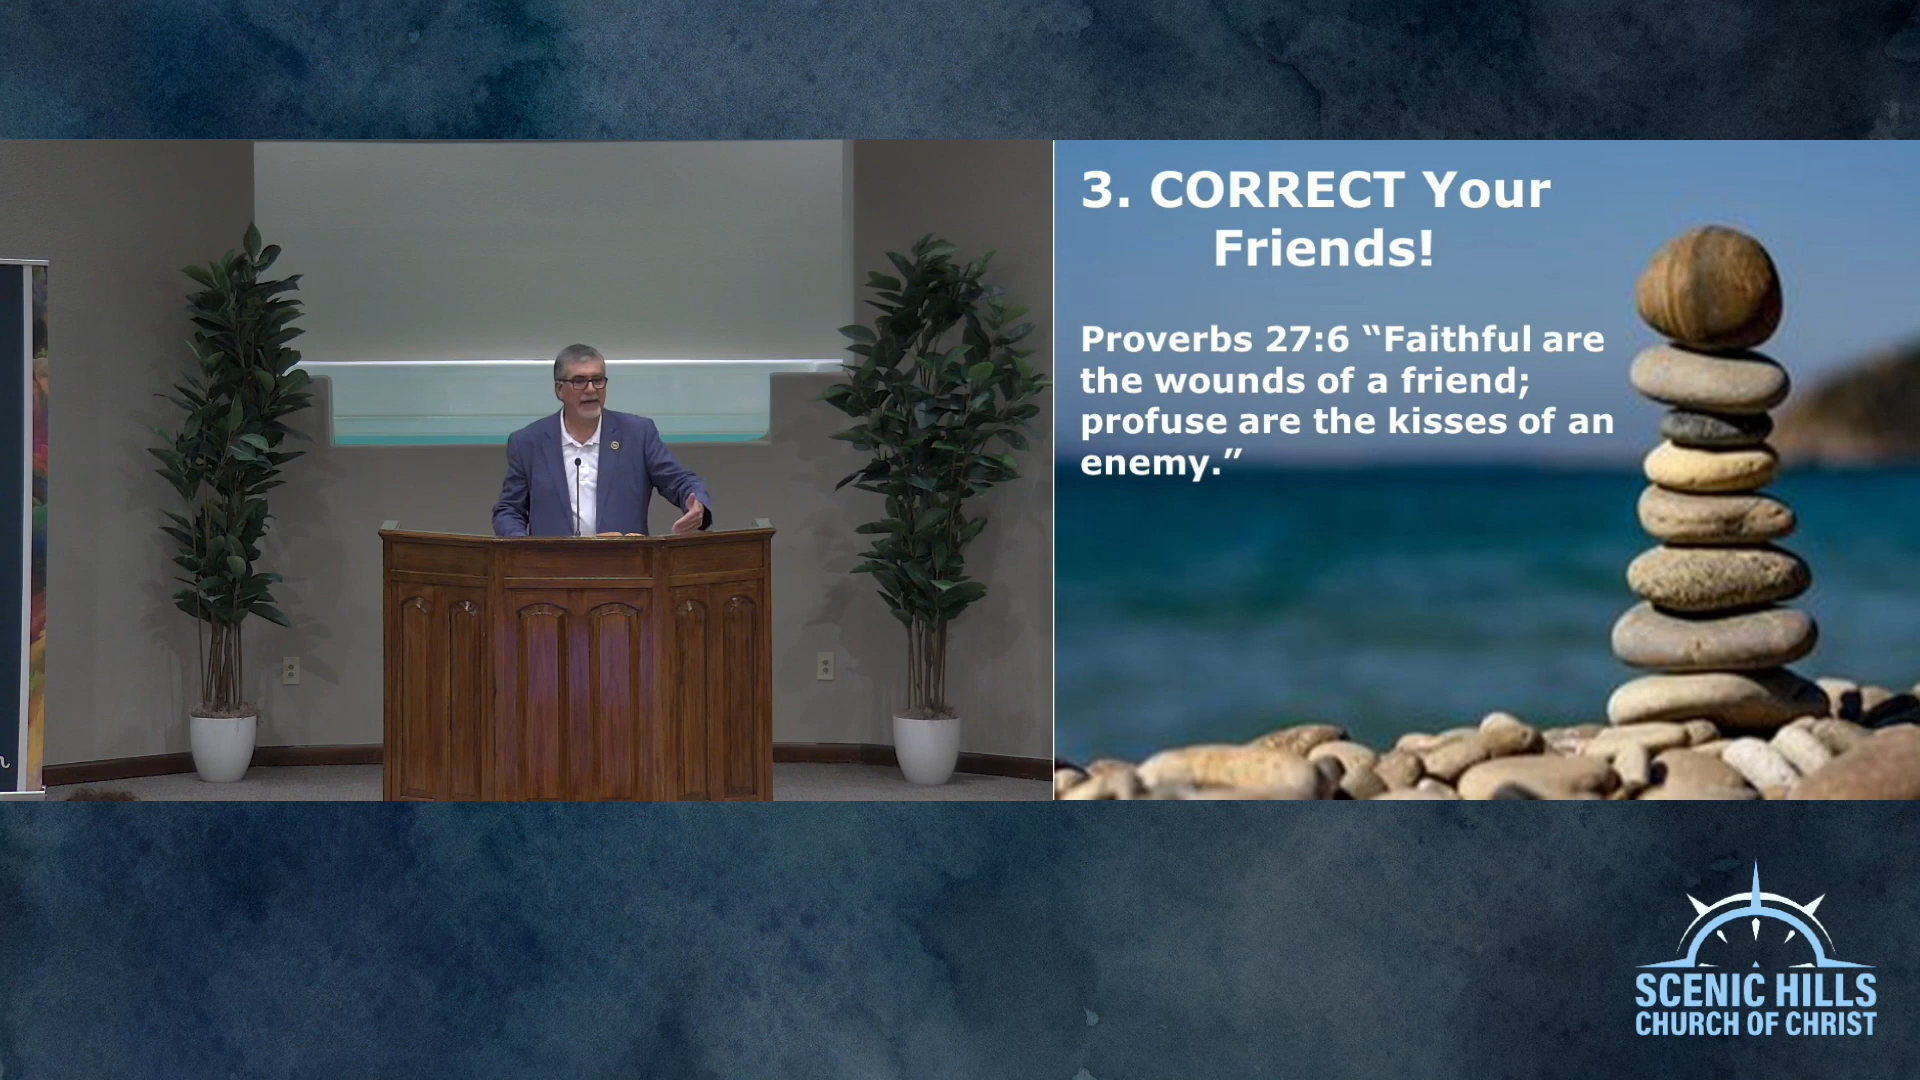 3. CORRECT Your
Friends!
Proverbs 27:6 “Faithful are
the wounds of a friend;
profuse are the kisses of an
enemy.”
SCENIC HILLS
CHURCH OF CHRIST